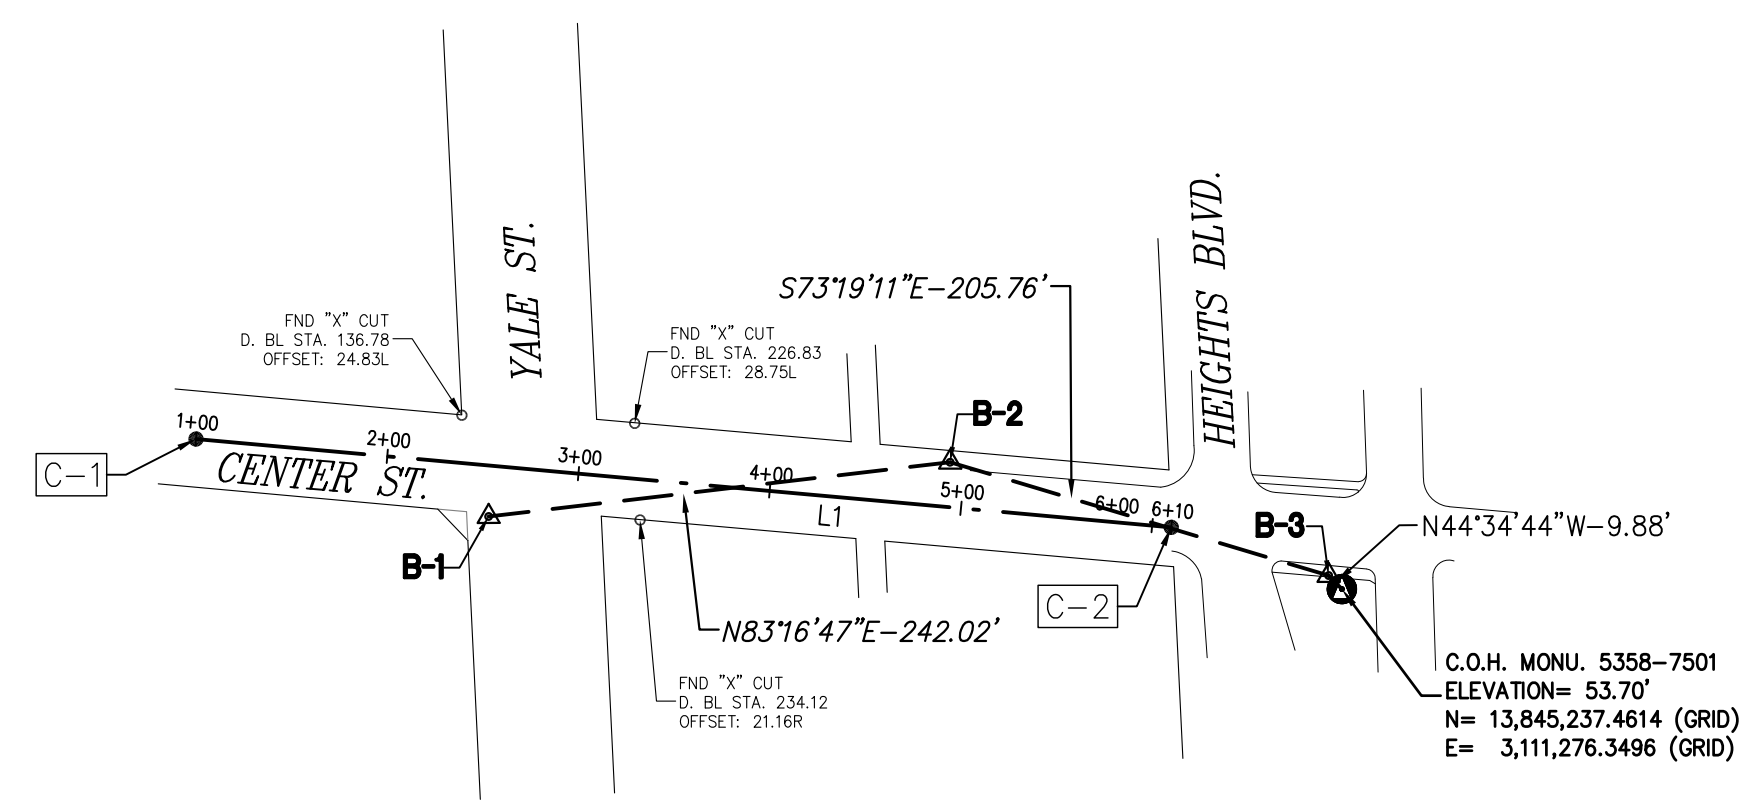 YALE ST.
HEIGHTS BLVD.
S73°19'11"E-205.76'
FND "X" CUT
D. BL STA. 136.78
OFFSET: 24.83L
FND "X" CUT
D. BL STA. 226.83
OFFSET: 28.75L
B-2
1+00
2+00
3+00
4+00
5+00
6+00
6+10
C-1
CENTER ST.
L1
B-1
B-3
N44°34'44"W-9.88'
C-2
N83°16'47"E-242.02'
FND "X" CUT
D. BL STA. 234.12
OFFSET: 21.16R
C.O.H. MONU. 5358-7501
ELEVATION= 53.70'
N= 13,845,237.4614 (GRID)
E= 3,111,276.3496 (GRID)